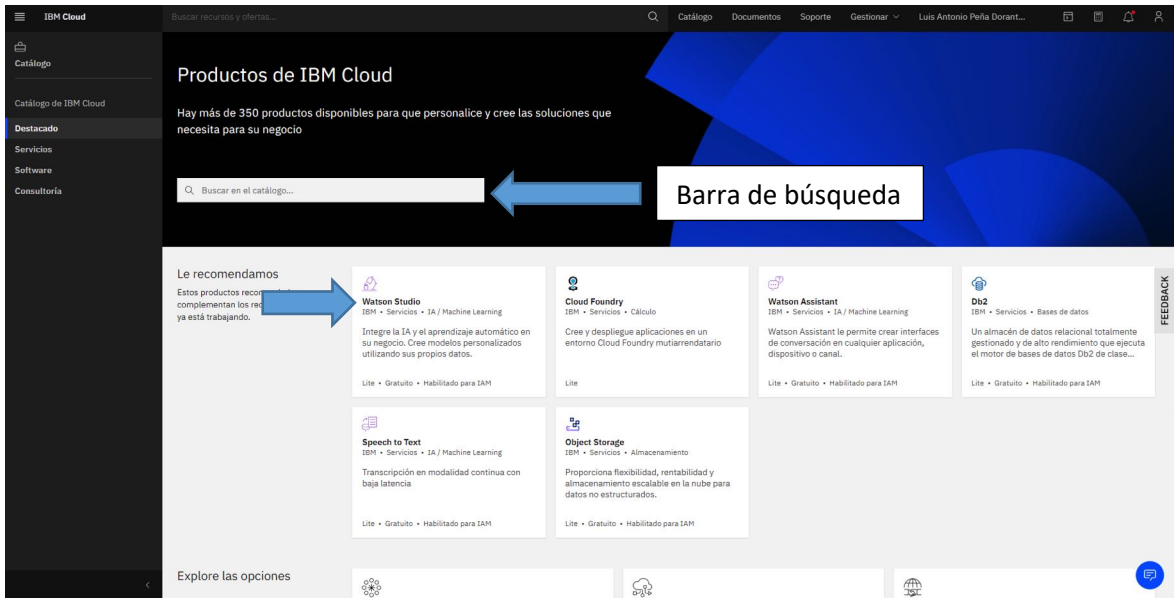 IBM Cloud
Buscar recursos y ofertas...
Catálogo
Documentos
Soporte
Gestionar
Luis Antonio Peña Dorant...
Catálogo
Catálogo de IBM Cloud
Destacado
Servicios
Software
Consultoría
Productos de IBM Cloud
Hay más de 350 productos disponibles para que personalice y cree las soluciones que
necesita para su negocio
Buscar en el catálogo...
Barra de búsqueda
Le recomendamos
Estos productos
complementan los
ya está trabajando.
Watson Studio
IBM • Servicios • IA / Machine Learning
Integre la IA y el aprendizaje automático en
su negocio. Cree modelos personalizados
utilizando sus propios datos.
Lite • Gratuito • Habilitado para IAM
Cloud Foundry
IBM • Servicios • Cálculo
Cree y despliegue aplicaciones en un
entorno Cloud Foundry mutiarrendatario
Lite
Watson Assistant
IBM • Servicios • IA / Machine Learning
Watson Assistant le permite crear interfaces
de conversación en cualquier aplicación,
dispositivo o canal.
Lite • Gratuito • Habilitado para IAM
Db2
IBM • Servicios • Bases de datos
Un almacén de datos relacional totalmente
gestionado y de alto rendimiento que ejecuta
el motor de bases de datos Db2 de clase...
Lite • Gratuito • Habilitado para IAM
FEEDBACK
Speech to Text
IBM • Servicios • IA / Machine Learning
Transcripción en modalidad continua con
baja latencia
Lite • Gratuito • Habilitado para IAM
Object Storage
IBM • Servicios • Almacenamiento
Proporciona flexibilidad, rentabilidad y
almacenamiento escalable en la nube para
datos no estructurados.
Lite • Gratuito • Habilitado para IAM
Explore las opciones